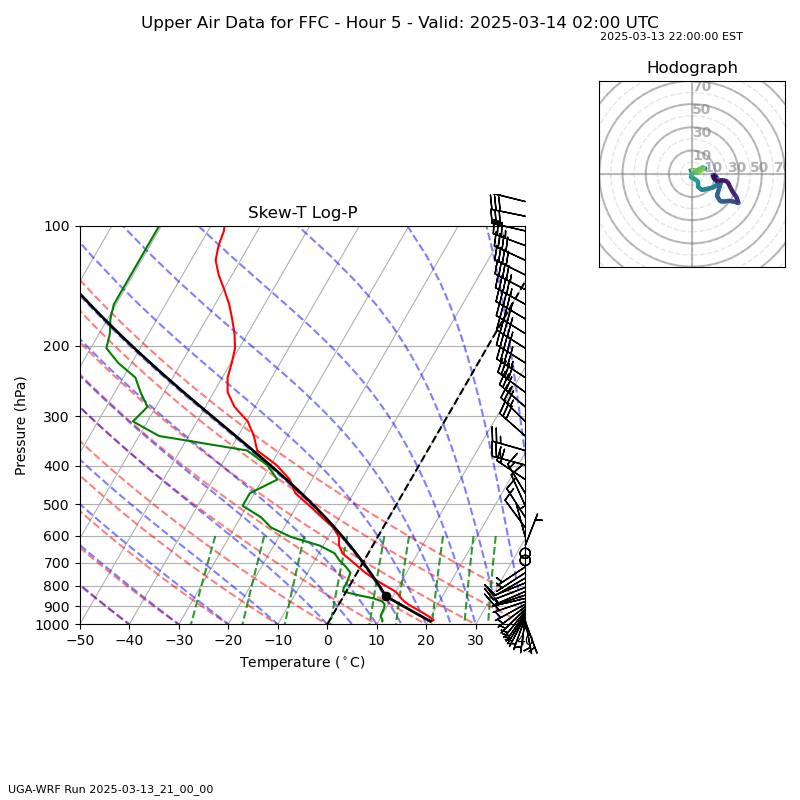 Upper Air Data for FFC - Hour 5 - Valid: 2025-03-14 02:00 UTC
2025-03-13 22:00:00 EST
Hodograph
70
50
30
10
10 30 50 7
Skew-T Log-P
100
200
300
400
500
600
700
800
900
1000
Pressure (hPa)
−50 −40 −30 −20 −10 0 10 20 30 40
Temperature (°C)
UGA-WRF Run 2025-03-13_21_00_00